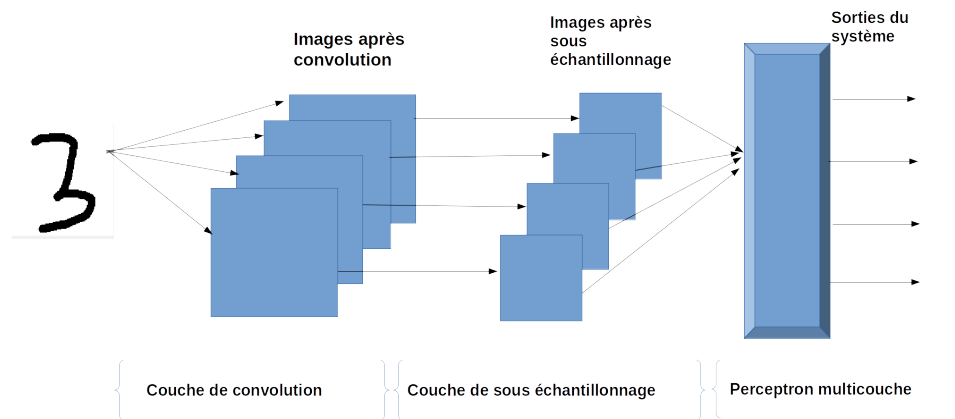 Images après
convolution
Images après
sous
échantillonnage
Sorties du
système
3
Couche de convolution
Couche de sous échantillonnage
Perceptron multicouche